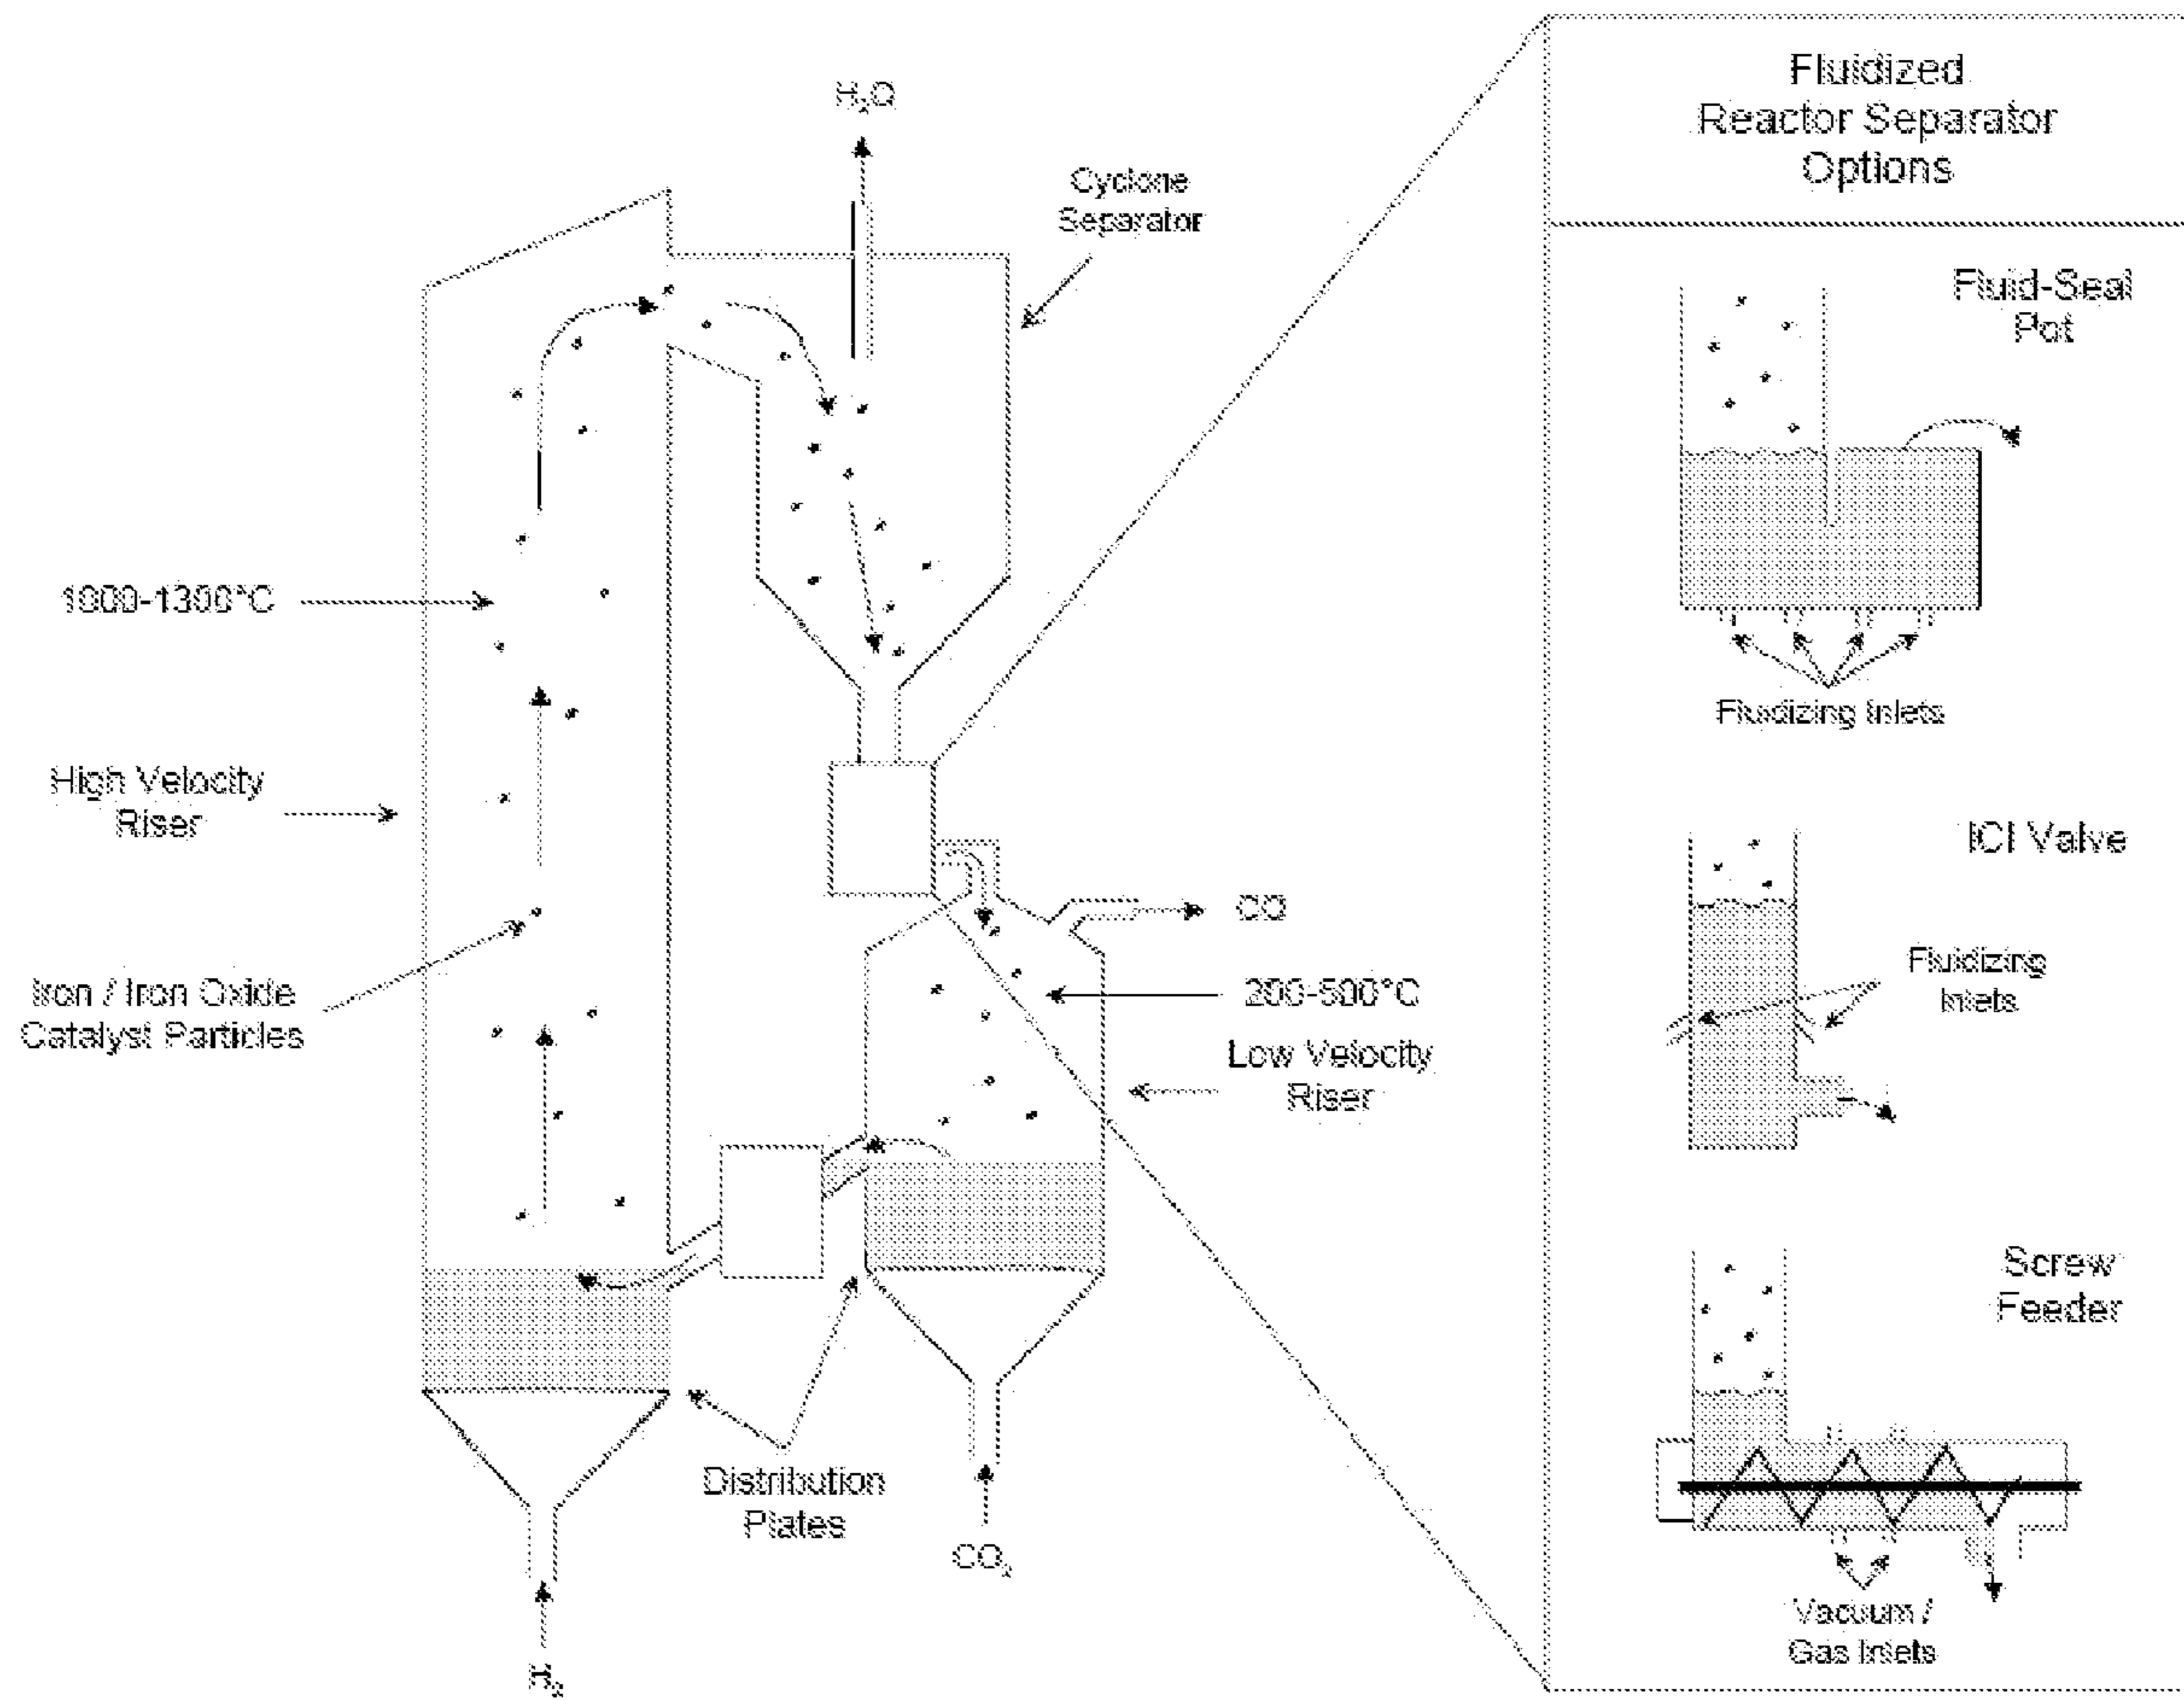 H₂O
Cyclone
Separator
1000-1300°C
High Velocity
Riser
Iron / Iron Oxide
Catalyst Particles
CO
200-500°C
Low Velocity
Riser
Distribution
Plates
CO₂
H₂
Fluidized
Reactor Separator
Options
Fluid-Seal
Pot
Fluidizing Inlets
ICI Valve
Fluidizing
Inlets
Screw
Feeder
Vacuum /
Gas Inlets